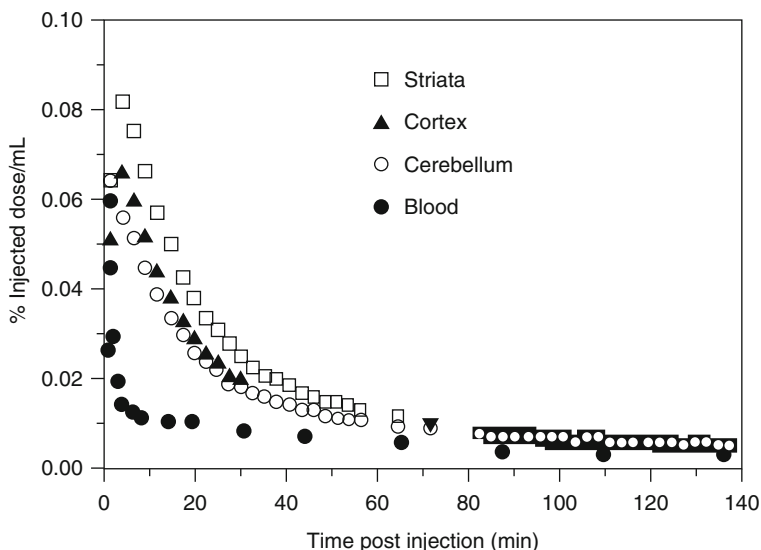 0.10
0.08
0.06
0.04
0.02
0.00
% Injected dose/mL
Striata
Cortex
Cerebellum
Blood
0 20 40 60 80 100 120 140
Time post injection (min)